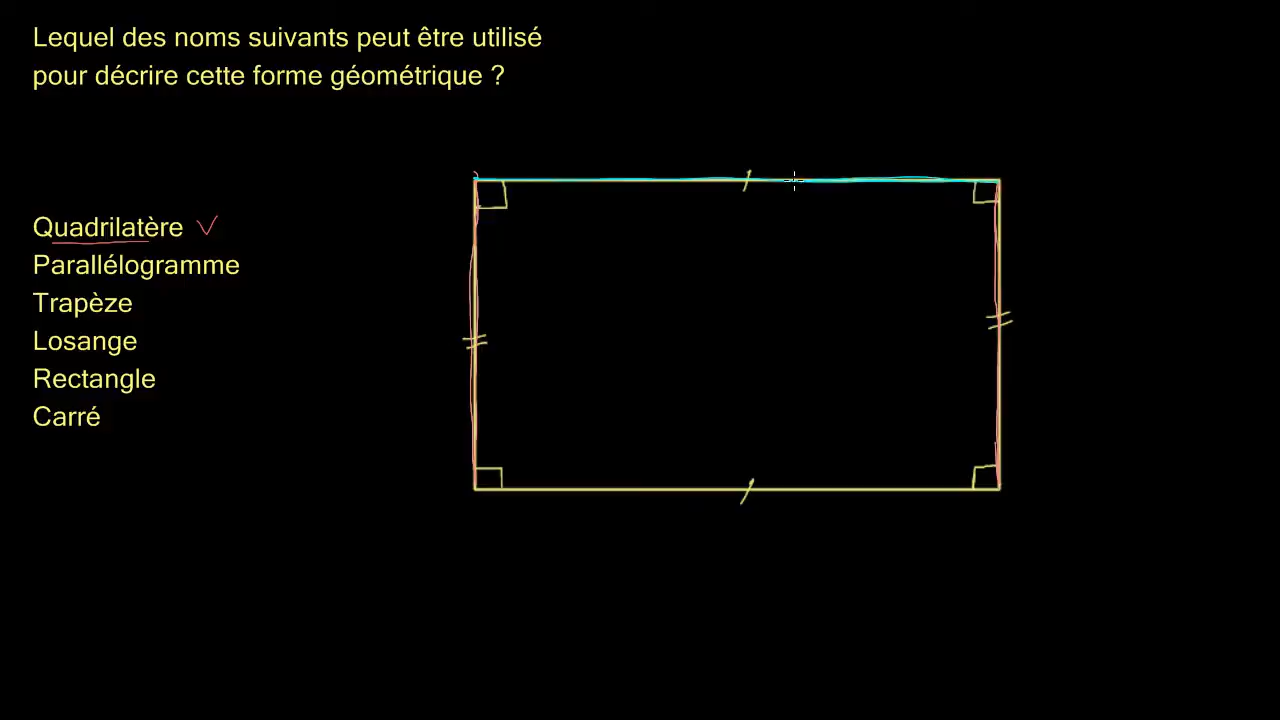 Lequel des noms suivants peut être utilisé
pour décrire cette forme géométrique ?
Quadrilatère
Parallélogramme
Trapèze
Losange
Rectangle
Carré